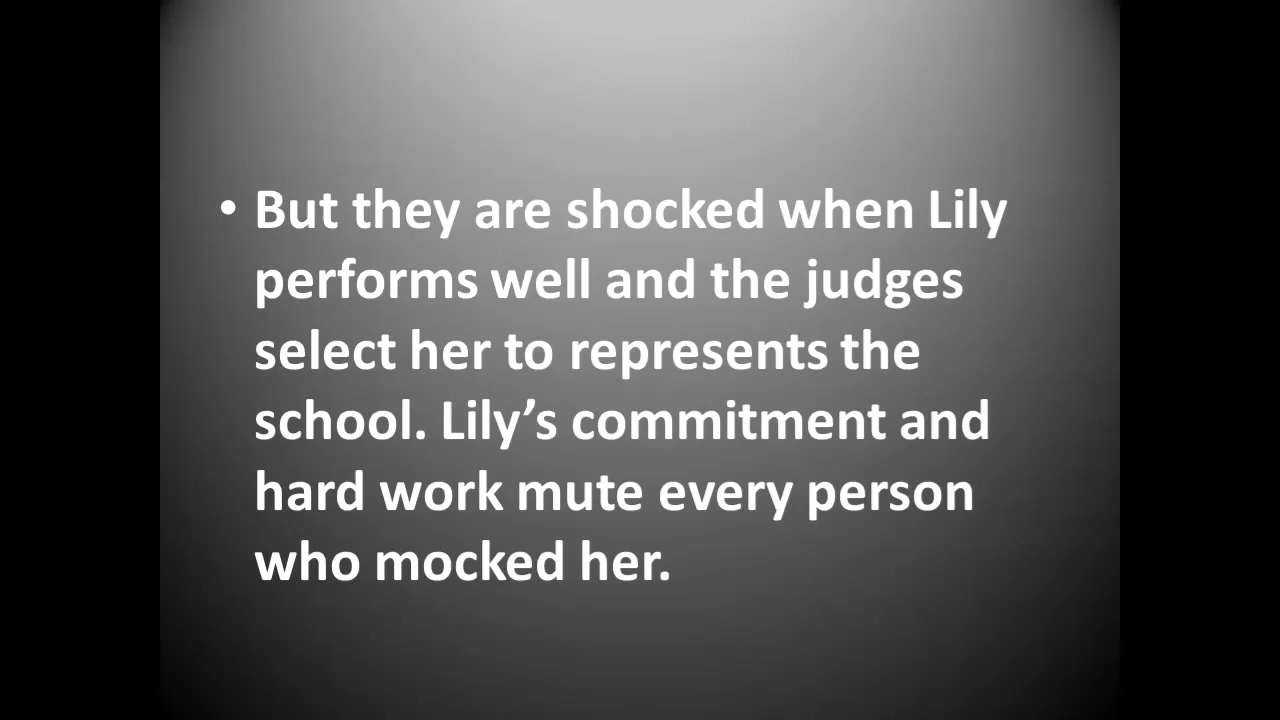 • But they are shocked when Lily
performs well and the judges
select her to represents the
school. Lily’s commitment and
hard work mute every person
who mocked her.